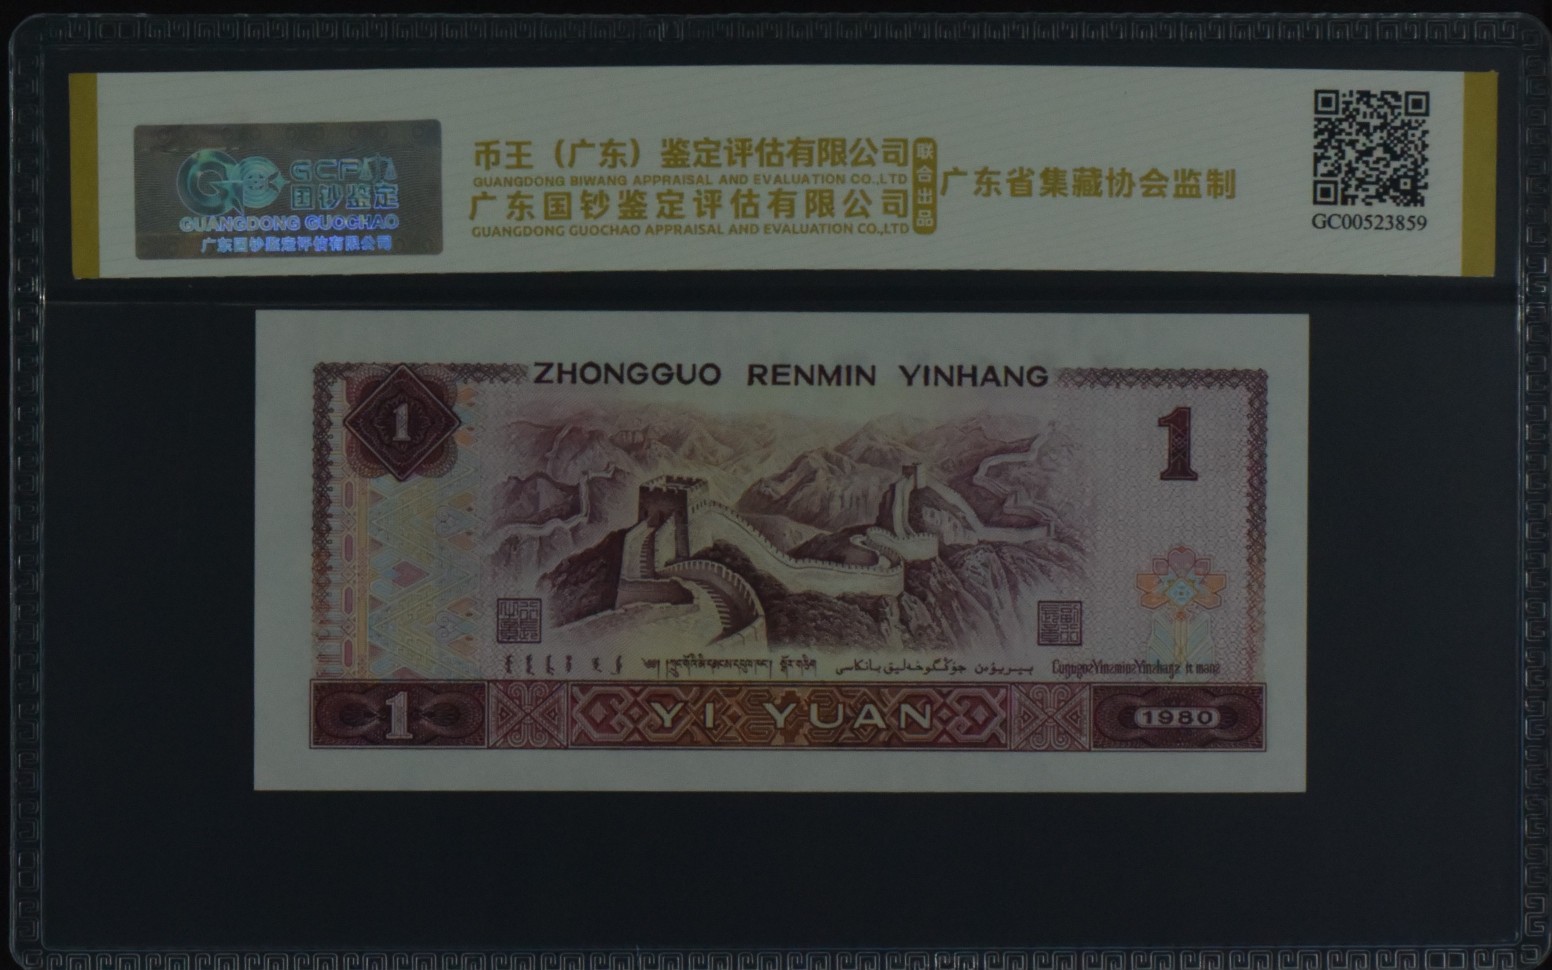 GCP
国钞鉴定
GUANGDONG GUOCHAO
广东国钞鉴定评估有限公司
币王（广东）鉴定评估有限公司
GUANGDONG BIWANG APPRAISAL AND EVALUATION CO.,LTD
广东国钞鉴定评估有限公司
GUANGDONG GUOCHAO APPRAISAL AND EVALUATION CO.,LTD
联合出品
广东省集藏协会监制
GC00523859
ZHONGGUO RENMIN YINHANG
1
1
1
YI YUAN
1980